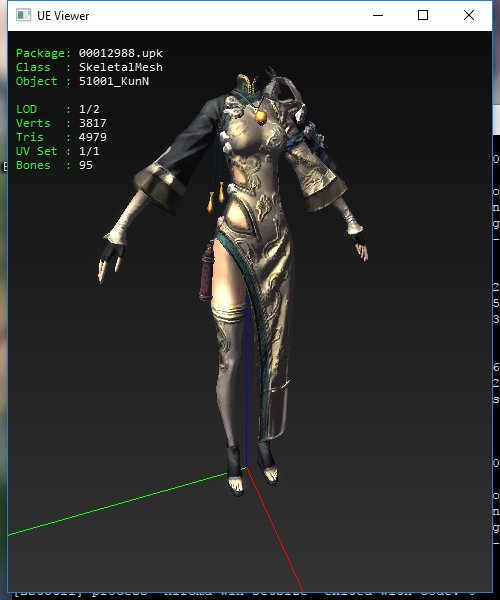 UE Viewer
Package: 00012988.upk
Class : SkeletalMesh
Object : 51001_KunN
LOD : 1/2
Verts : 3817
Tris : 4979
UV Set : 1/1
Bones : 95